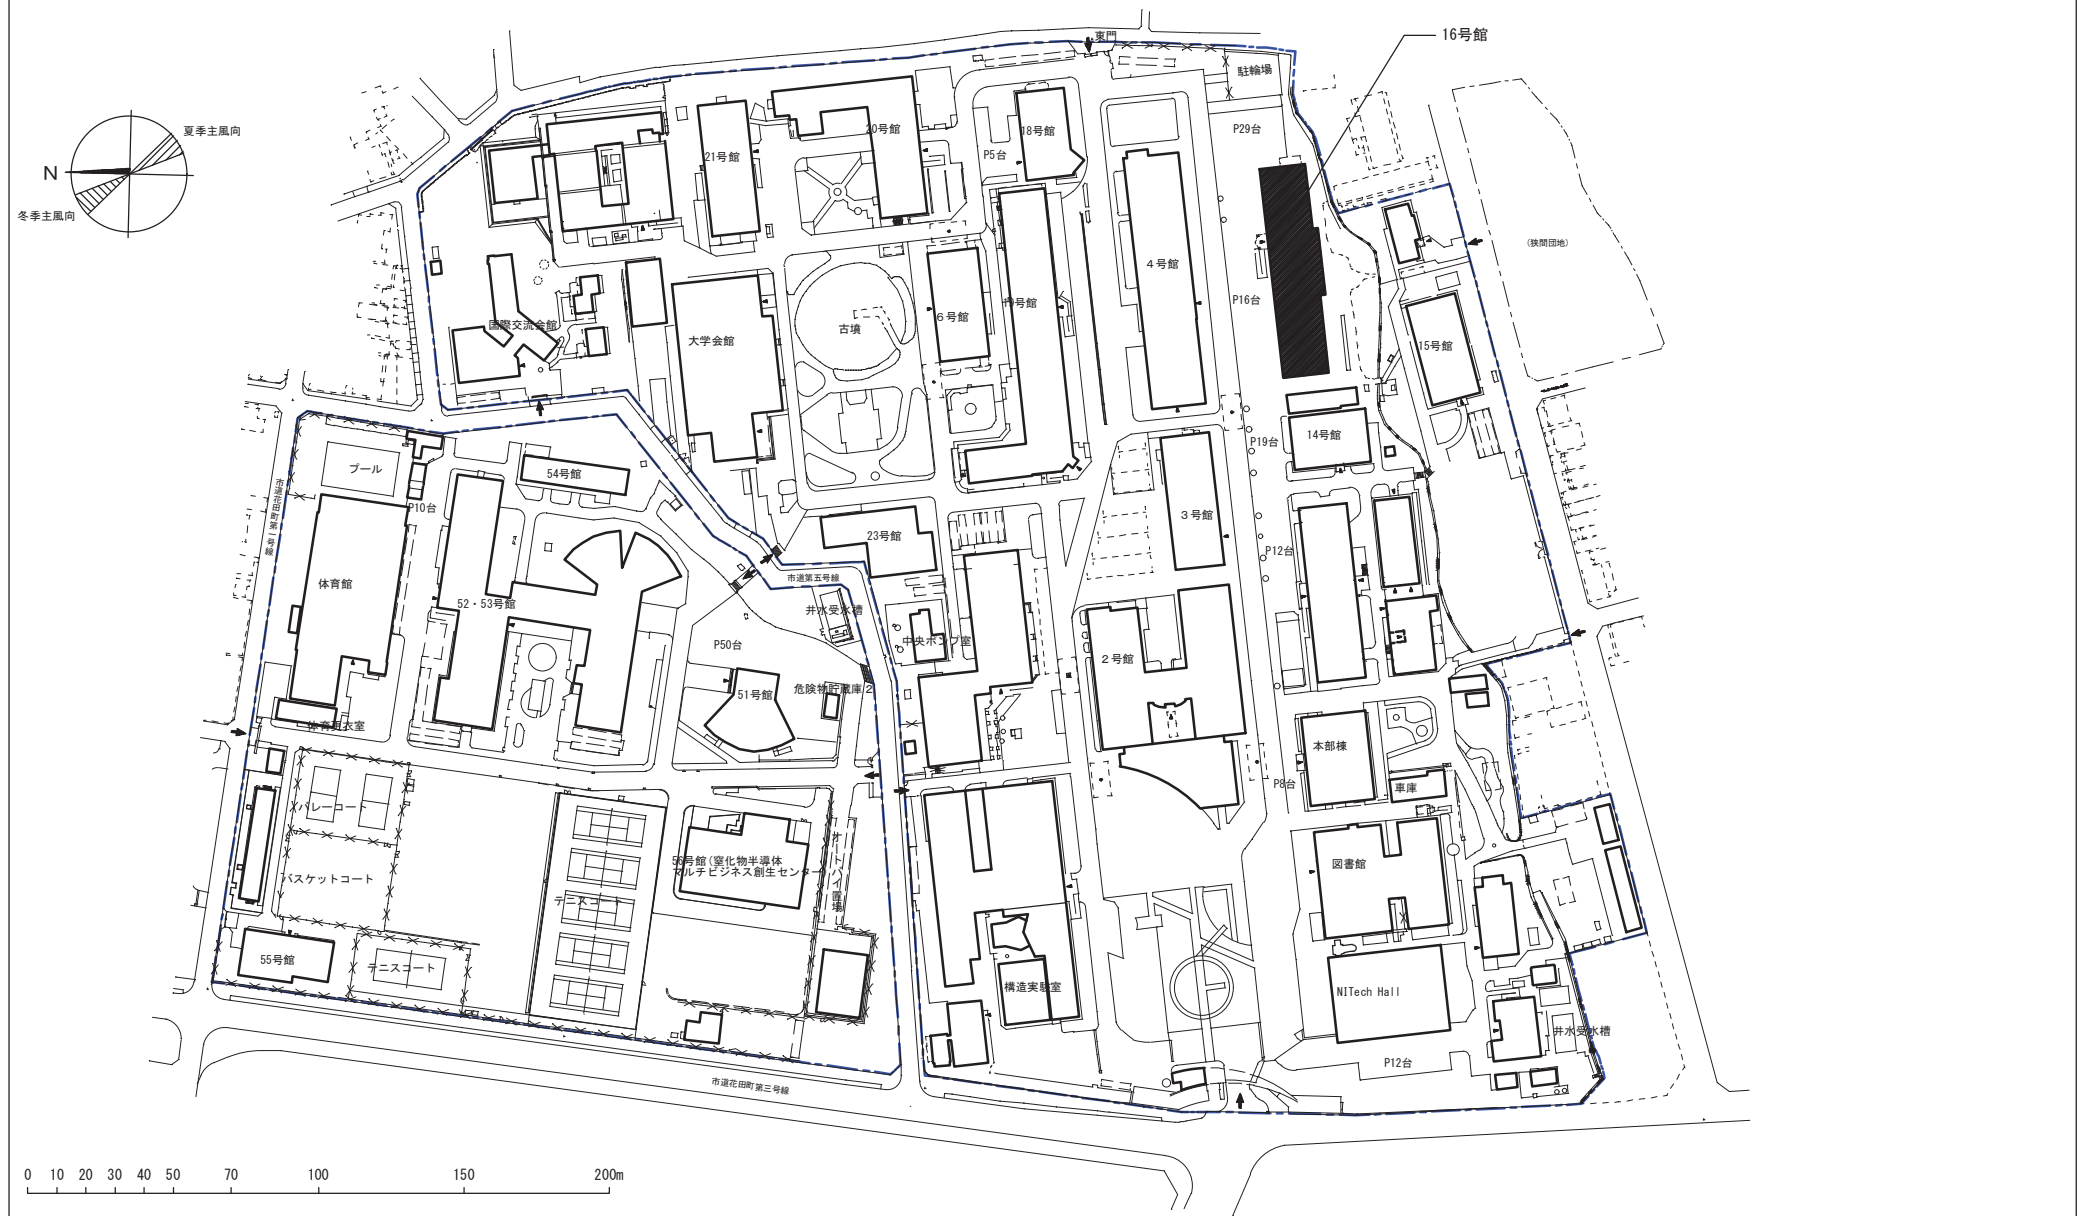 16号館
東門
駐輪場
夏季主風向
N
冬季主風向
20号館
18号館
P29台
21号館
P5台
(狭間団地)
4号館
国際交流会館
大学会館
古墳
6号館
19号館
P16台
15号館
プール
54号館
P19台
14号館
市道花田町第一号線
P10台
23号館
3号館
P12台
体育館
52・53号館
市道第五号線
井水受水槽
P50台
中央ポンプ室
2号館
51号館
危険物貯蔵庫2
体育更衣室
本部棟
P8台
車庫
バレーコート
56号館(窒化物半導体
マルチビジネス創生センター)
オートバイ置場
図書館
バスケットコート
テニスコート
55号館
テニスコート
構造実験室
NITech Hall
井水受水槽
P12台
市道花田町第三号線
0 10 20 30 40 50 70 100 150 200m